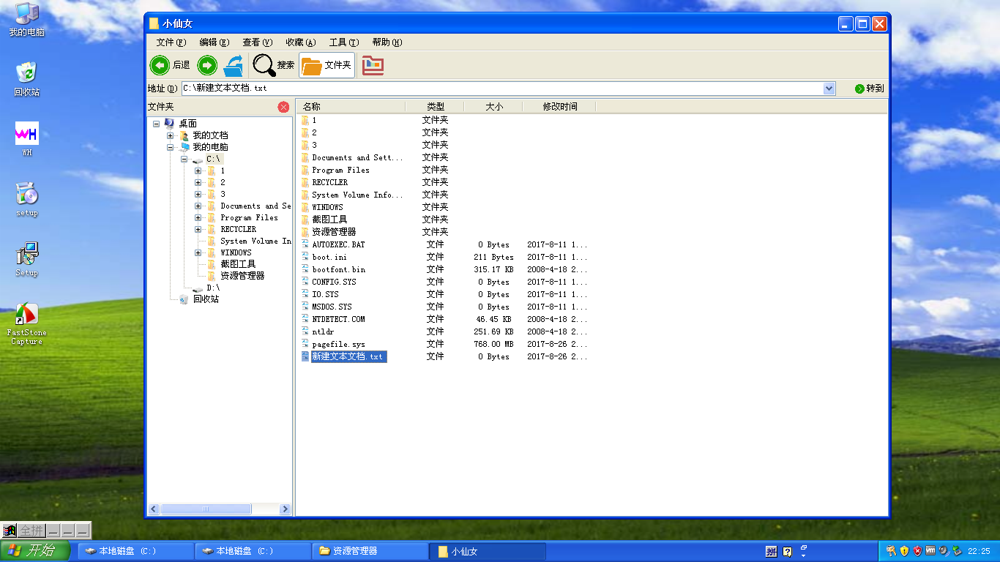 我的电脑
回收站
WH
WH
setup
Setup
FastStone
Capture
小仙女
文件(F) 编辑(E) 查看(V) 收藏(A) 工具(T) 帮助(H)
后退 搜索 文件夹
地址(D) C:\新建文本文档.txt 转到
文件夹
桌面
我的文档
我的电脑
C:\
1
2
3
Documents and Se
Program Files
RECYCLER
System Volume In
WINDOWS
截图工具
资源管理器
D:\
回收站
名称 类型 大小 修改时间
1 文件夹
2 文件夹
3 文件夹
Documents and Sett... 文件夹
Program Files 文件夹
RECYCLER 文件夹
System Volume Info... 文件夹
WINDOWS 文件夹
截图工具 文件夹
资源管理器 文件夹
AUTOEXEC.BAT 文件 0 Bytes 2017-8-11 1...
boot.ini 文件 211 Bytes 2017-8-11 1...
bootfont.bin 文件 315.17 KB 2008-4-18 2...
CONFIG.SYS 文件 0 Bytes 2017-8-11 1...
IO.SYS 文件 0 Bytes 2017-8-11 1...
MSDOS.SYS 文件 0 Bytes 2017-8-11 1...
NTDETECT.COM 文件 46.45 KB 2008-4-18 2...
ntldr 文件 251.69 KB 2008-4-18 2...
pagefile.sys 文件 768.00 MB 2017-8-26 2...
新建文本文档.txt 文件 0 Bytes 2017-8-26 2...
全拼
开始 本地磁盘 (C:) 本地磁盘 (C:) 资源管理器 小仙女 拼 ? 22:25